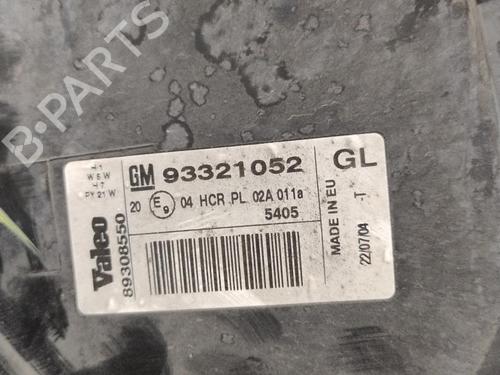 B-PARTS
H1
W5W
H7
PY21W
GM 93321052
GL
20 E9 04 HCR PL 02A 011a
5405
Valeo
89308550
MADE IN EU
22/07/04 -T